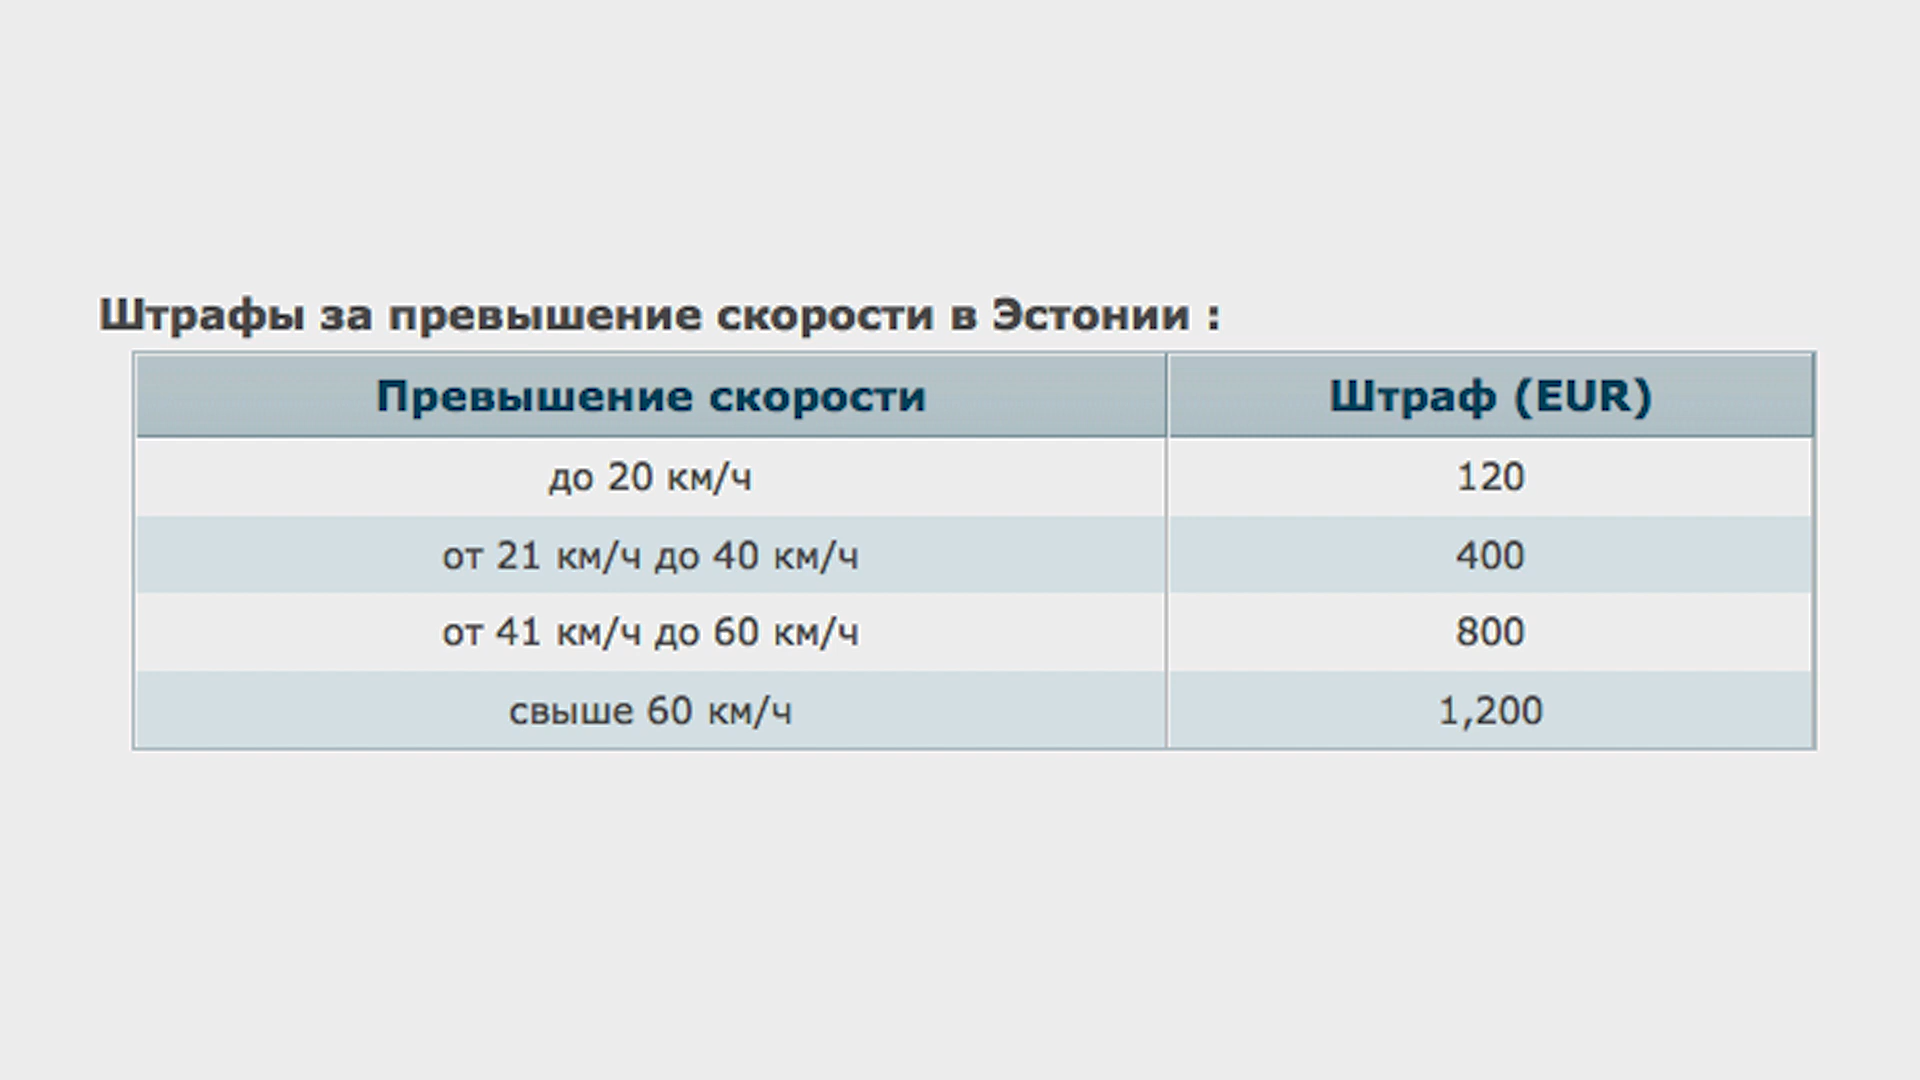 Штрафы за превышение скорости в Эстонии :
Превышение скорости Штраф (EUR)
до 20 км/ч 120
от 21 км/ч до 40 км/ч 400
от 41 км/ч до 60 км/ч 800
свыше 60 км/ч 1,200